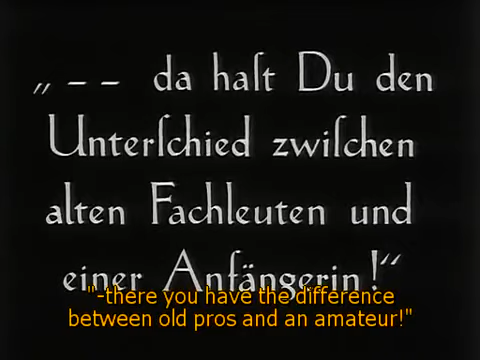 „-- da haſt Du den
Unterſchied zwiſchen
alten Fachleuten und
einer Anfängerin!“
"-there you have the difference
between old pros and an amateur!"